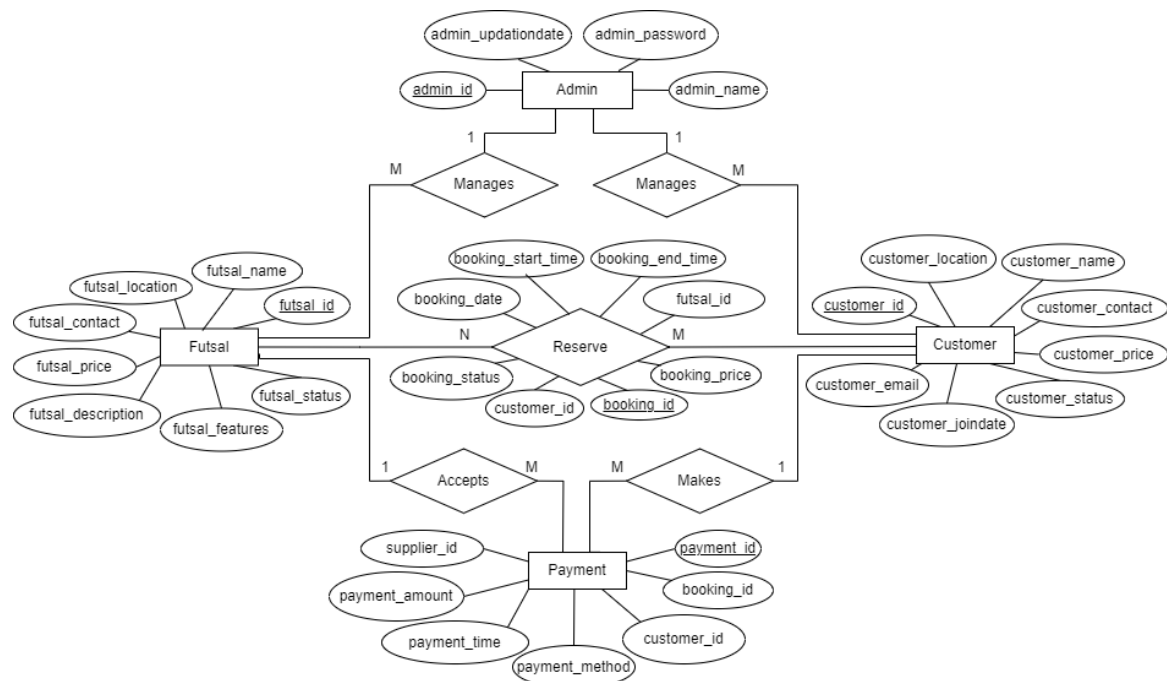 admin_updationdate
admin_password
admin_id
Admin
admin_name
1
1
M
M
Manages
Manages
booking_start_time
booking_end_time
customer_location
customer_name
futsal_name
futsal_location
booking_date
futsal_id
futsal_id
customer_id
customer_contact
futsal_contact
Futsal
N
Reserve
M
Customer
customer_price
futsal_price
booking_status
booking_price
customer_email
futsal_status
customer_status
futsal_description
customer_id
booking_id
futsal_features
customer_joindate
1
M
M
1
Accepts
Makes
supplier_id
payment_id
Payment
booking_id
payment_amount
payment_time
customer_id
payment_method